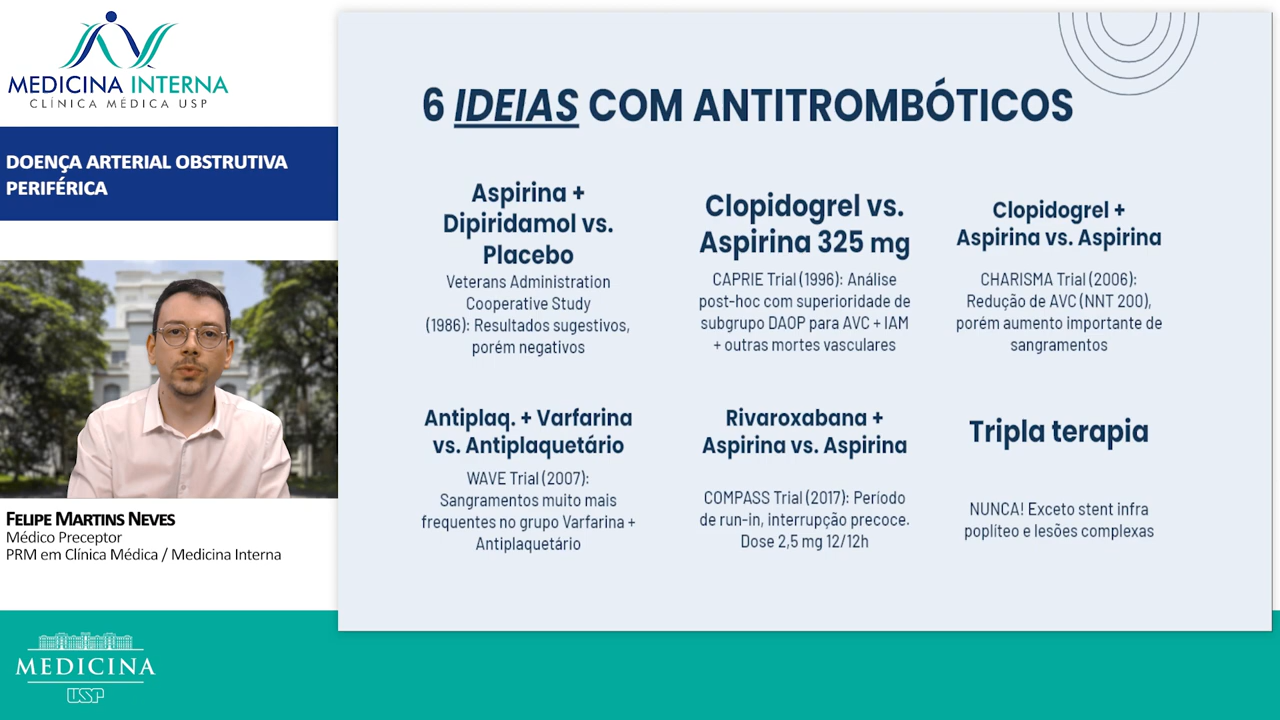 MEDICINA INTERNA
CLÍNICA MÉDICA USP
DOENÇA ARTERIAL OBSTRUTIVA
PERIFÉRICA
FELIPE MARTINS NEVES
Médico Preceptor
PRM em Clínica Médica / Medicina Interna
MEDICINA
USP
6 IDEIAS COM ANTITROMBÓTICOS
Aspirina +
Dipiridamol vs.
Placebo
Veterans Administration
Cooperative Study
(1986): Resultados sugestivos,
porém negativos
Clopidogrel vs.
Aspirina 325 mg
CAPRIE Trial (1996): Análise
post-hoc com superioridade de
subgrupo DAOP para AVC + IAM
+ outras mortes vasculares
Clopidogrel +
Aspirina vs. Aspirina
CHARISMA Trial (2006):
Redução de AVC (NNT 200),
porém aumento importante de
sangramentos
Antiplaq. + Varfarina
vs. Antiplaquetário
WAVE Trial (2007):
Sangramentos muito mais
frequentes no grupo Varfarina +
Antiplaquetário
Rivaroxabana +
Aspirina vs. Aspirina
COMPASS Trial (2017): Período
de run-in, interrupção precoce.
Dose 2,5 mg 12/12h
Tripla terapia
NUNCA! Exceto stent infra
poplíteo e lesões complexas